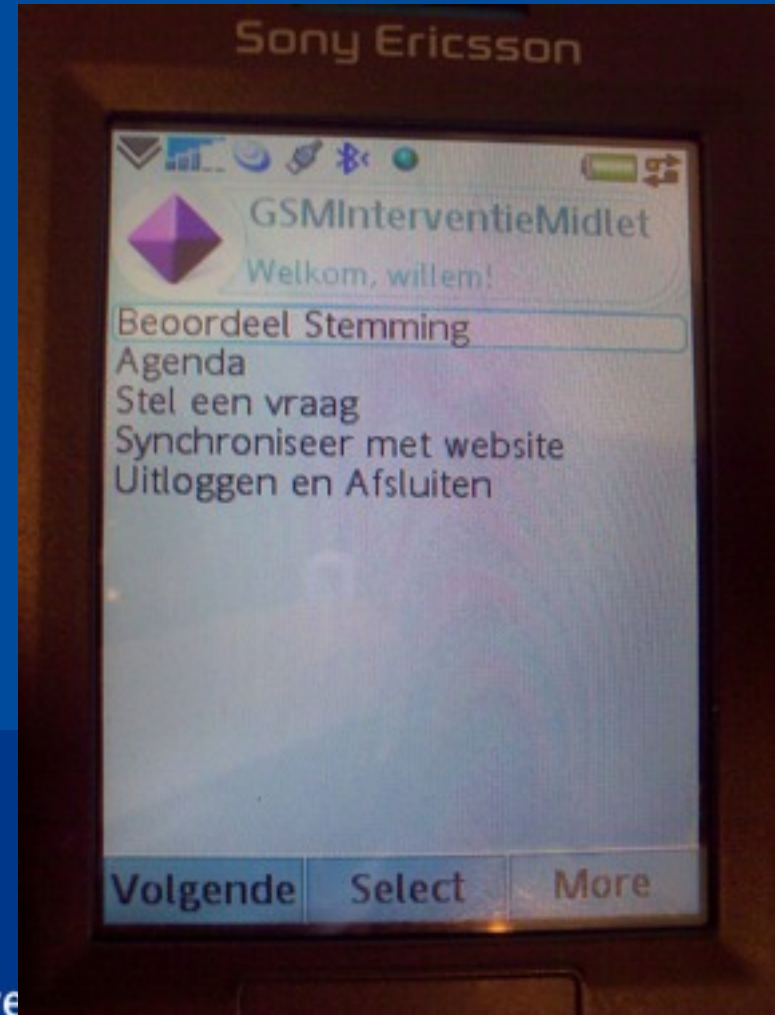 Sony Ericsson
GSMInterventieMidlet
Welkom, willem!
Beoordeel Stemming
Agenda
Stel een vraag
Synchroniseer met website
Uitloggen en Afsluiten
Volgende Select More